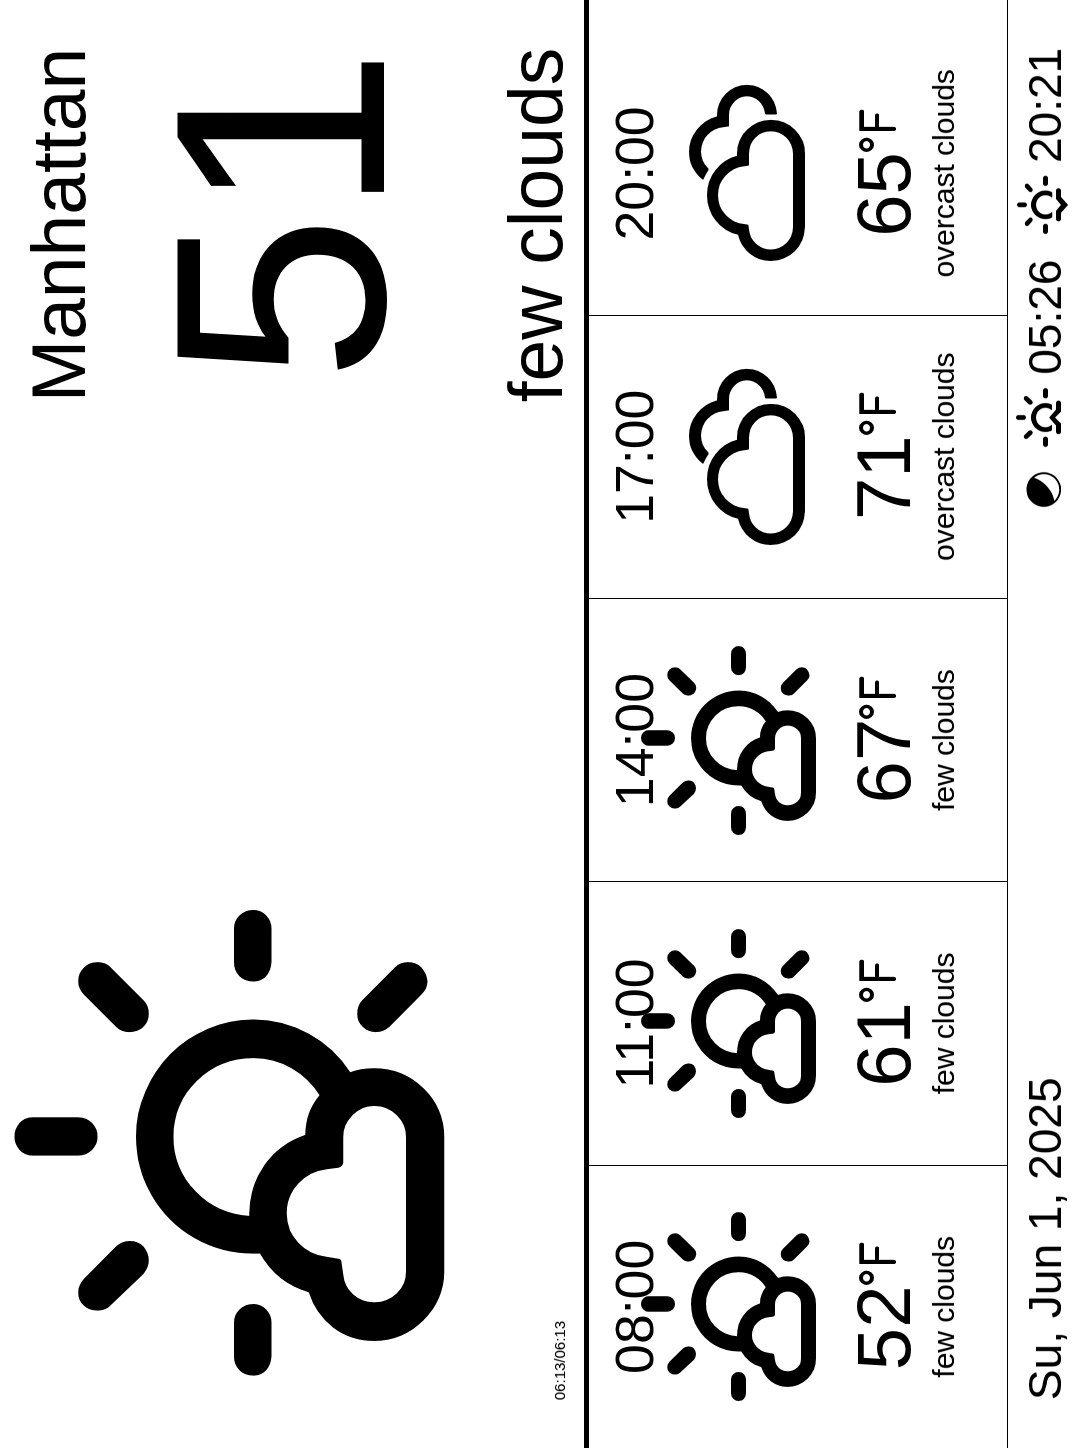 Manhattan
51
few clouds
06:13/06:13
08:00
52°F
few clouds
11:00
61°F
few clouds
14:00
67°F
few clouds
17:00
71°F
overcast clouds
20:00
65°F
overcast clouds
Su, Jun 1, 2025
05:26
20:21